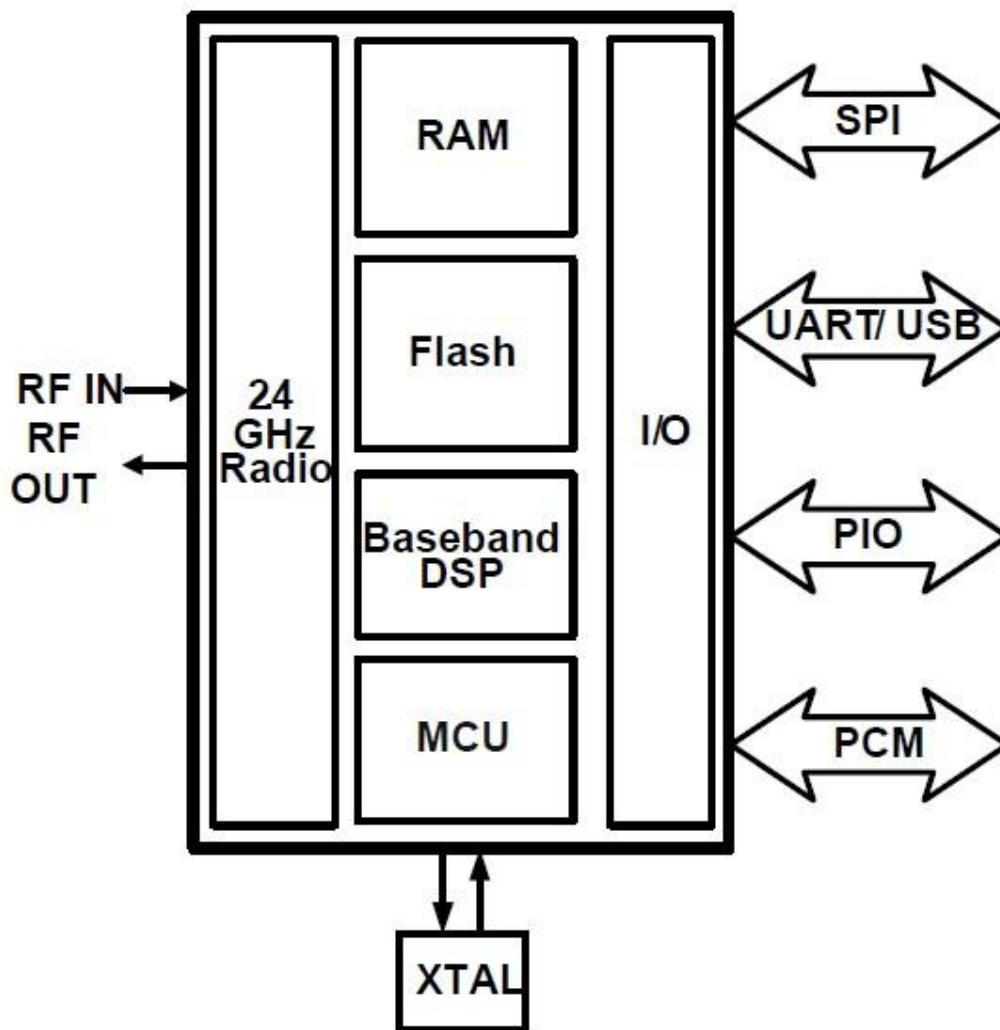 RAM
SPI
Flash
UART/ USB
RF IN
RF
OUT
24
GHz
Radio
I/O
Baseband
DSP
PIO
MCU
PCM
XTAL